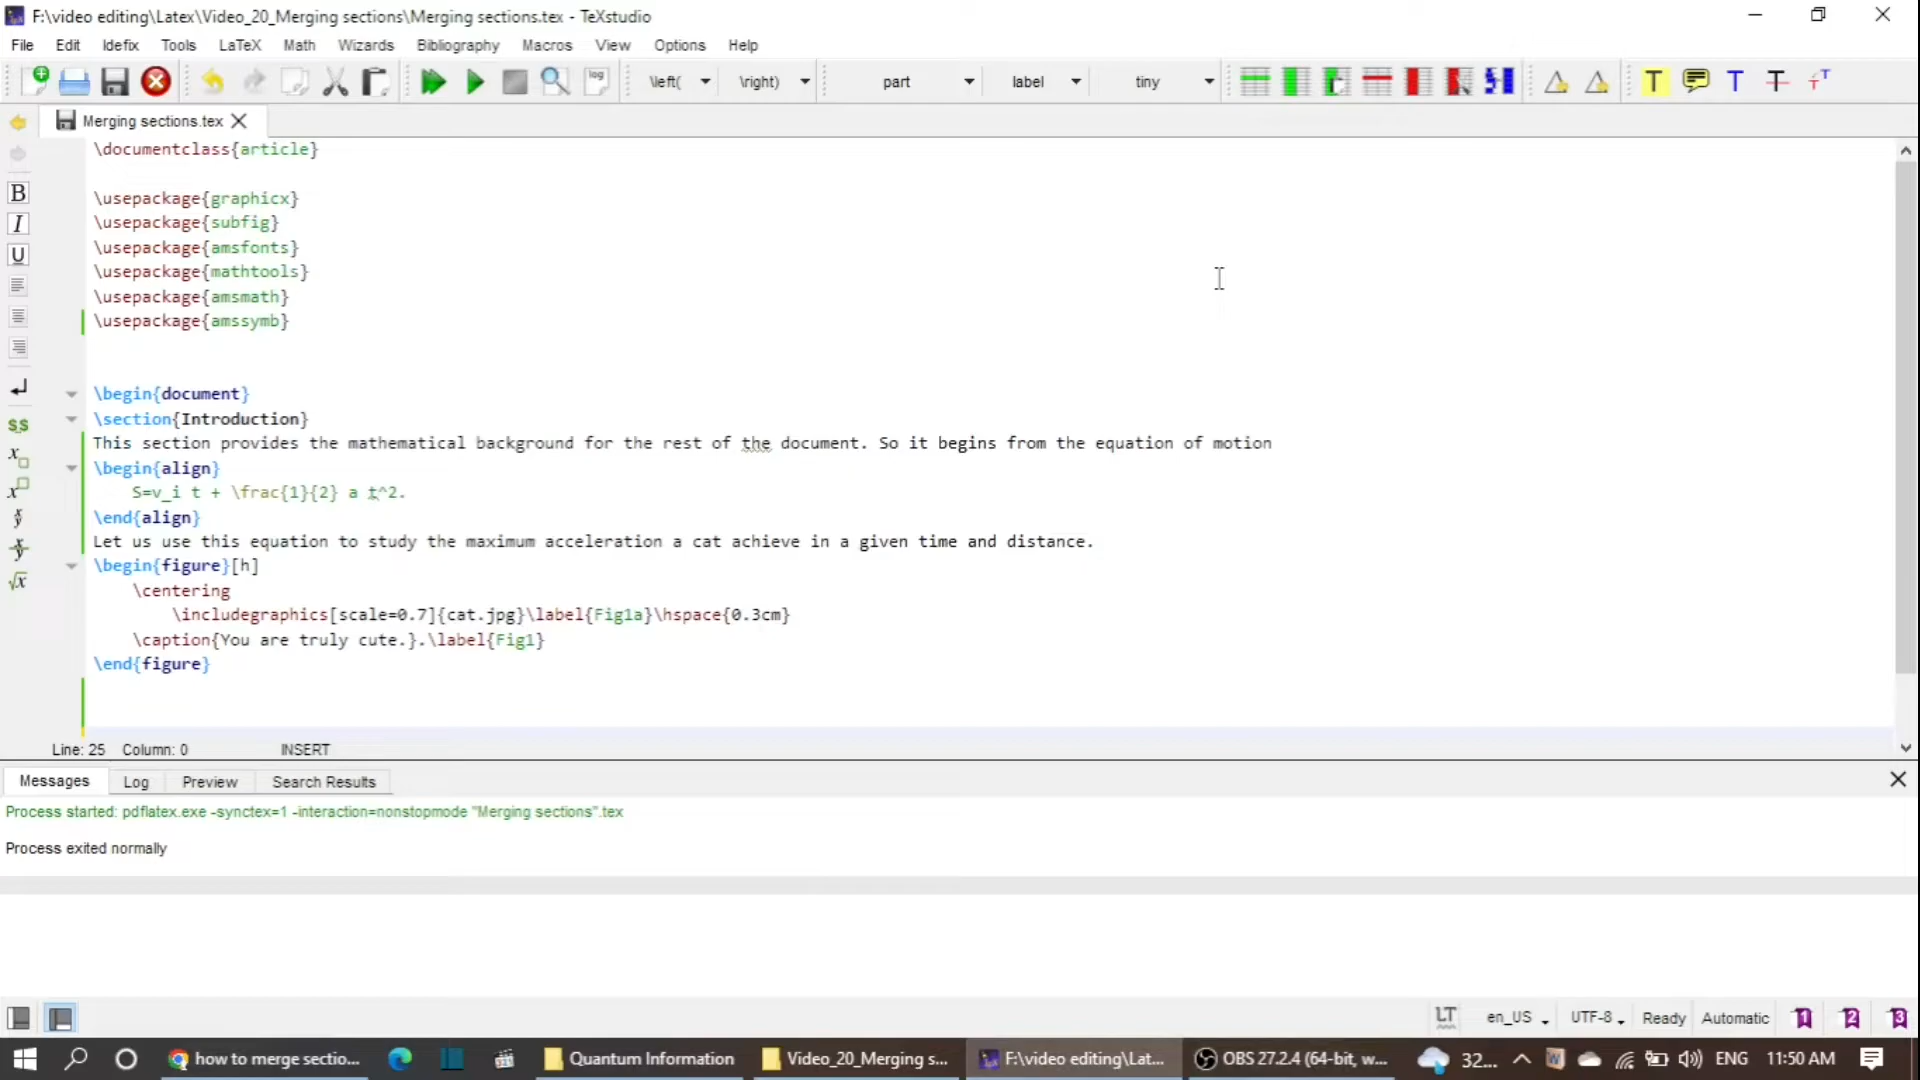 F:\video editing\Latex\Video_20_Merging sections\Merging sections.tex - TeXstudio
File Edit Idefix Tools LaTeX Math Wizards Bibliography Macros View Options Help
log \left( \right) part label tiny T T T T
Merging sections.tex
\documentclass{article}
\usepackage{graphicx}
\usepackage{subfig}
\usepackage{amsfonts}
\usepackage{mathtools}
\usepackage{amsmath}
\usepackage{amssymb}
\begin{document}
\section{Introduction}
This section provides the mathematical background for the rest of the document. So it begins from the equation of motion
\begin{align}
S=v_i t + \frac{1}{2} a t^2.
\end{align}
Let us use this equation to study the maximum acceleration a cat achieve in a given time and distance.
\begin{figure}[h]
\centering
\includegraphics[scale=0.7]{cat.jpg}\label{Fig1a}\hspace{0.3cm}
\caption{You are truly cute.}.\label{Fig1}
\end{figure}
B
I
U
$$
x
x
x/y
x/y
√x
Line: 25 Column: 0 INSERT
Messages Log Preview Search Results
Process started: pdflatex.exe -synctex=1 -interaction=nonstopmode "Merging sections".tex
Process exited normally
LT en_US UTF-8 Ready Automatic 1 2 3
how to merge sectio... Quantum Information Video_20_Merging s... F:\video editing\Lat... OBS 27.2.4 (64-bit, w... 32... ENG 11:50 AM